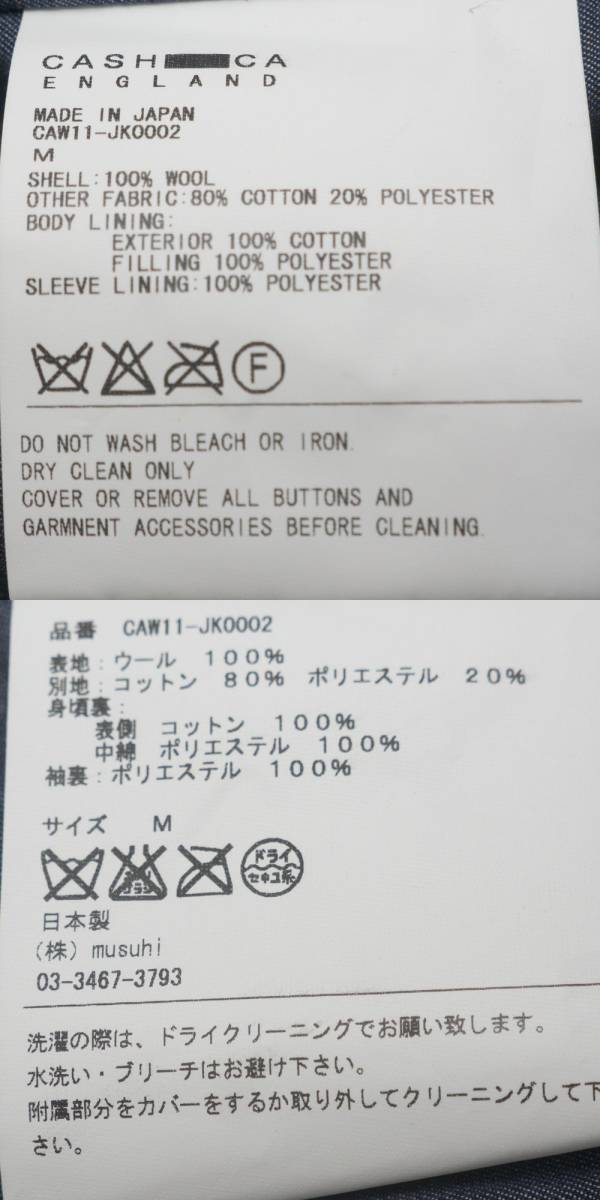 CASH CA
ENGLAND
MADE IN JAPAN
CAW11-JK0002
M
SHELL:100% WOOL
OTHER FABRIC:80% COTTON 20% POLYESTER
BODY LINING:
EXTERIOR 100% COTTON
FILLING 100% POLYESTER
SLEEVE LINING:100% POLYESTER
F
DO NOT WASH BLEACH OR IRON.
DRY CLEAN ONLY
COVER OR REMOVE ALL BUTTONS AND
GARMNENT ACCESSORIES BEFORE CLEANING.
品番 CAW11-JK0002
表地:ウール 100%
別地:コットン 80% ポリエステル 20%
身頃裏:
表側 コットン 100%
中綿 ポリエステル 100%
袖裏:ポリエステル 100%
サイズ M
ドライ
セキユ系
日本製
(株)musuhi
03-3467-3793
洗濯の際は、ドライクリーニングでお願い致します。
水洗い・ブリーチはお避け下さい。
附属部分をカバーをするか取り外してクリーニングして下
さい。